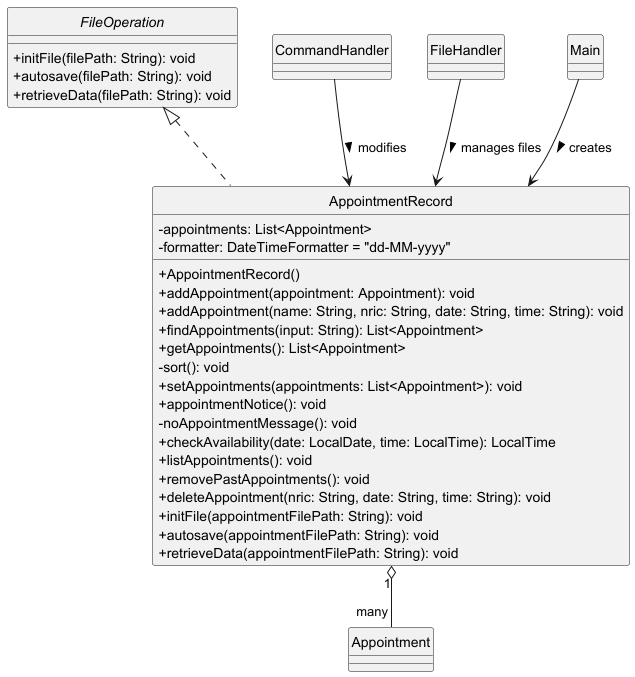 FileOperation
+initFile(filePath: String): void
+autosave(filePath: String): void
+retrieveData(filePath: String): void
CommandHandler
FileHandler
Main
modifies
manages files
creates
AppointmentRecord
-appointments: List<Appointment>
-formatter: DateTimeFormatter = "dd-MM-yyyy"
+AppointmentRecord()
+addAppointment(appointment: Appointment): void
+addAppointment(name: String, nric: String, date: String, time: String): void
+findAppointments(input: String): List<Appointment>
+getAppointments(): List<Appointment>
-sort(): void
+setAppointments(appointments: List<Appointment>): void
+appointmentNotice(): void
-noAppointmentMessage(): void
+checkAvailability(date: LocalDate, time: LocalTime): LocalTime
+listAppointments(): void
+removePastAppointments(): void
+deleteAppointment(nric: String, date: String, time: String): void
+initFile(appointmentFilePath: String): void
+autosave(appointmentFilePath: String): void
+retrieveData(appointmentFilePath: String): void
1
many
Appointment